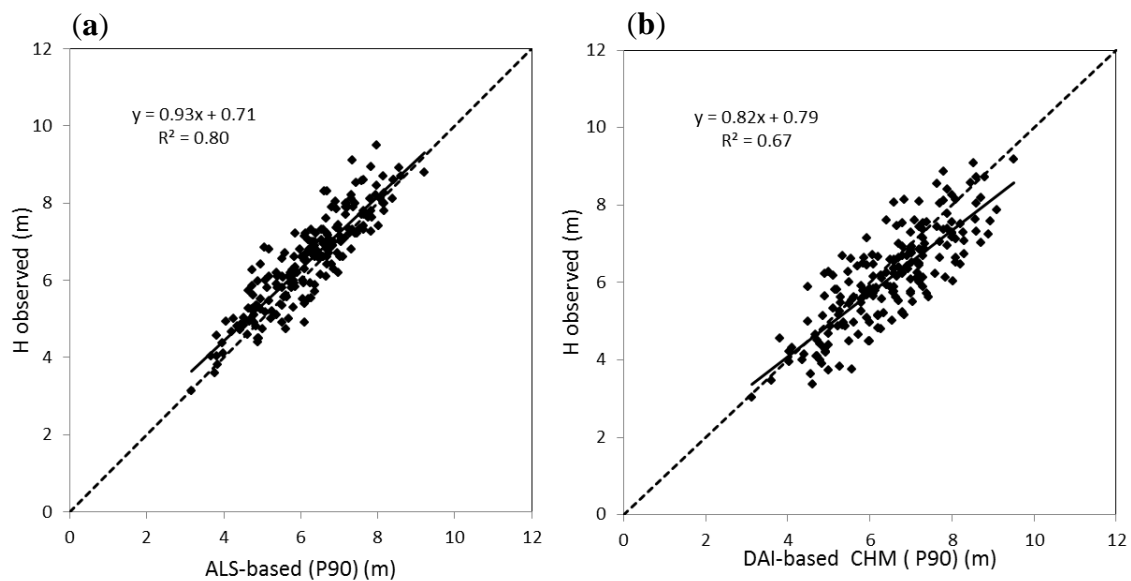 (a)
12
10
8
6
4
2
0
y = 0.93x + 0.71
R² = 0.80
H observed (m)
0 2 4 6 8 10 12
ALS-based (P90) (m)
(b)
12
10
8
6
4
2
0
y = 0.82x + 0.79
R² = 0.67
H observed (m)
0 2 4 6 8 10 12
DAI-based CHM ( P90) (m)